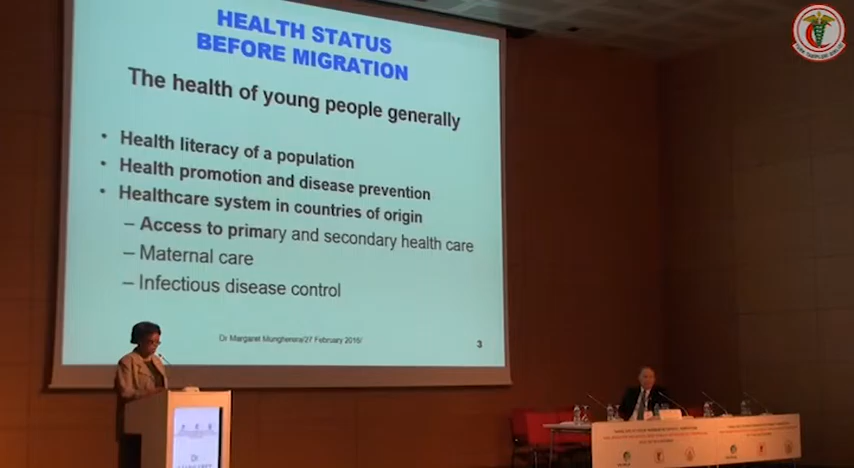 HEALTH STATUS
BEFORE MIGRATION
The health of young people generally
• Health literacy of a population
• Health promotion and disease prevention
• Healthcare system in countries of origin
– Access to primary and secondary health care
– Maternal care
– Infectious disease control
Dr Margaret Mungherera/27 February 2016/
3